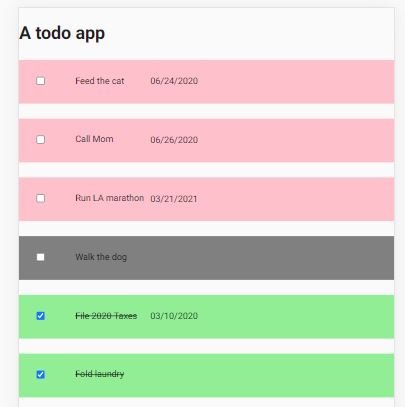 A todo app
Feed the cat 06/24/2020
Call Mom 06/26/2020
Run LA marathon 03/21/2021
Walk the dog
File 2020 Taxes 03/10/2020
Fold laundry